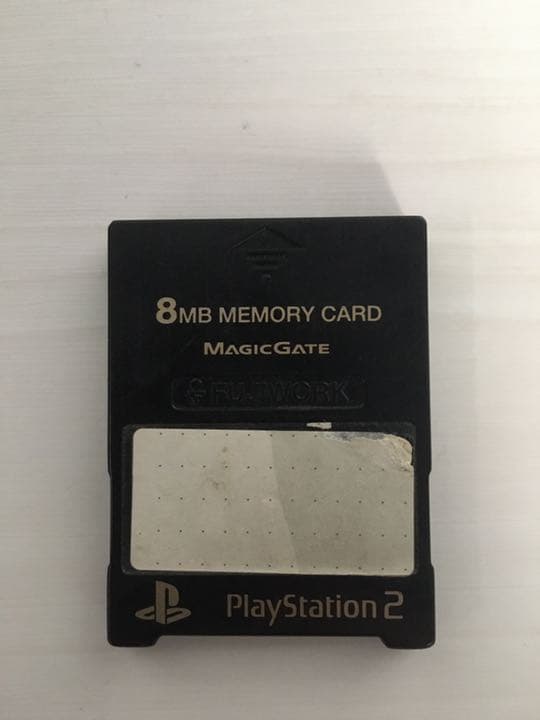 8MB MEMORY CARD
MAGICGATE
FUJIWORK
PlayStation 2